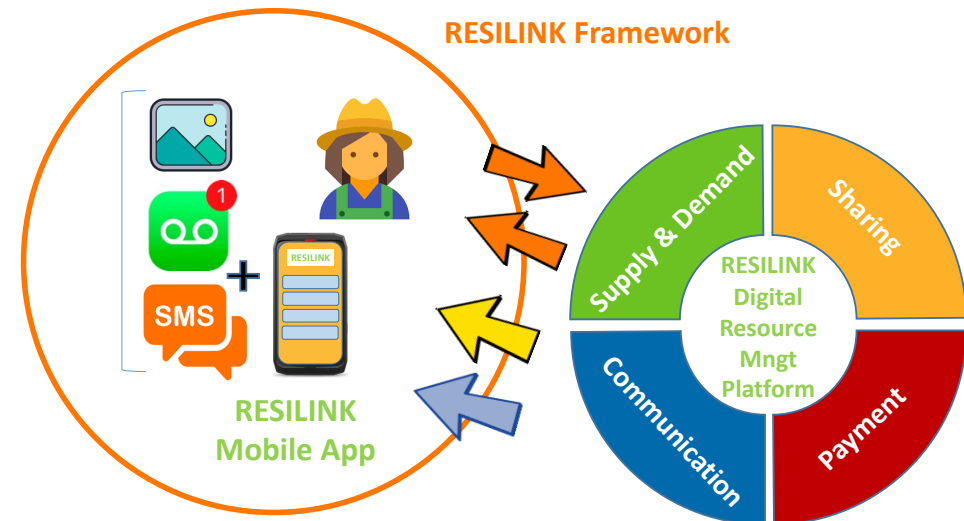 RESILINK Framework
1
SMS
RESILINK
RESILINK
Mobile App
Supply & Demand
Sharing
RESILINK
Digital
Resource
Mngt
Platform
Communication
Payment